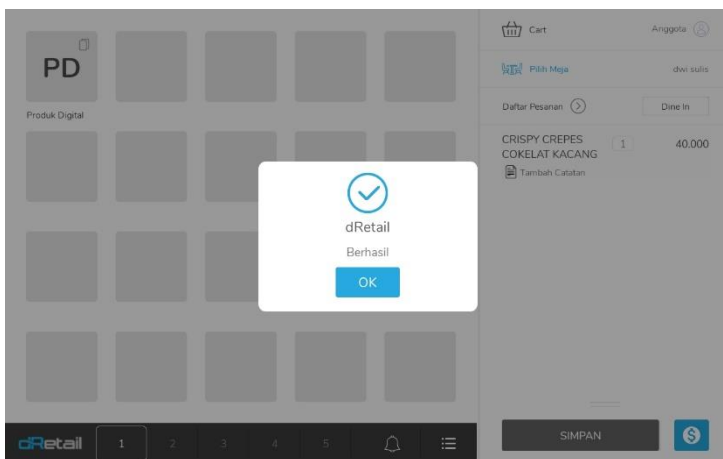 PD
Produk Digital
dRetail
Berhasil
OK
Cart
Anggota
Pilih Meja
dwi sulis
Daftar Pesanan
Dine In
CRISPY CREPES
COKELAT KACANG
1
40.000
Tambah Catatan
dRetail
1
2
3
4
5
SIMPAN